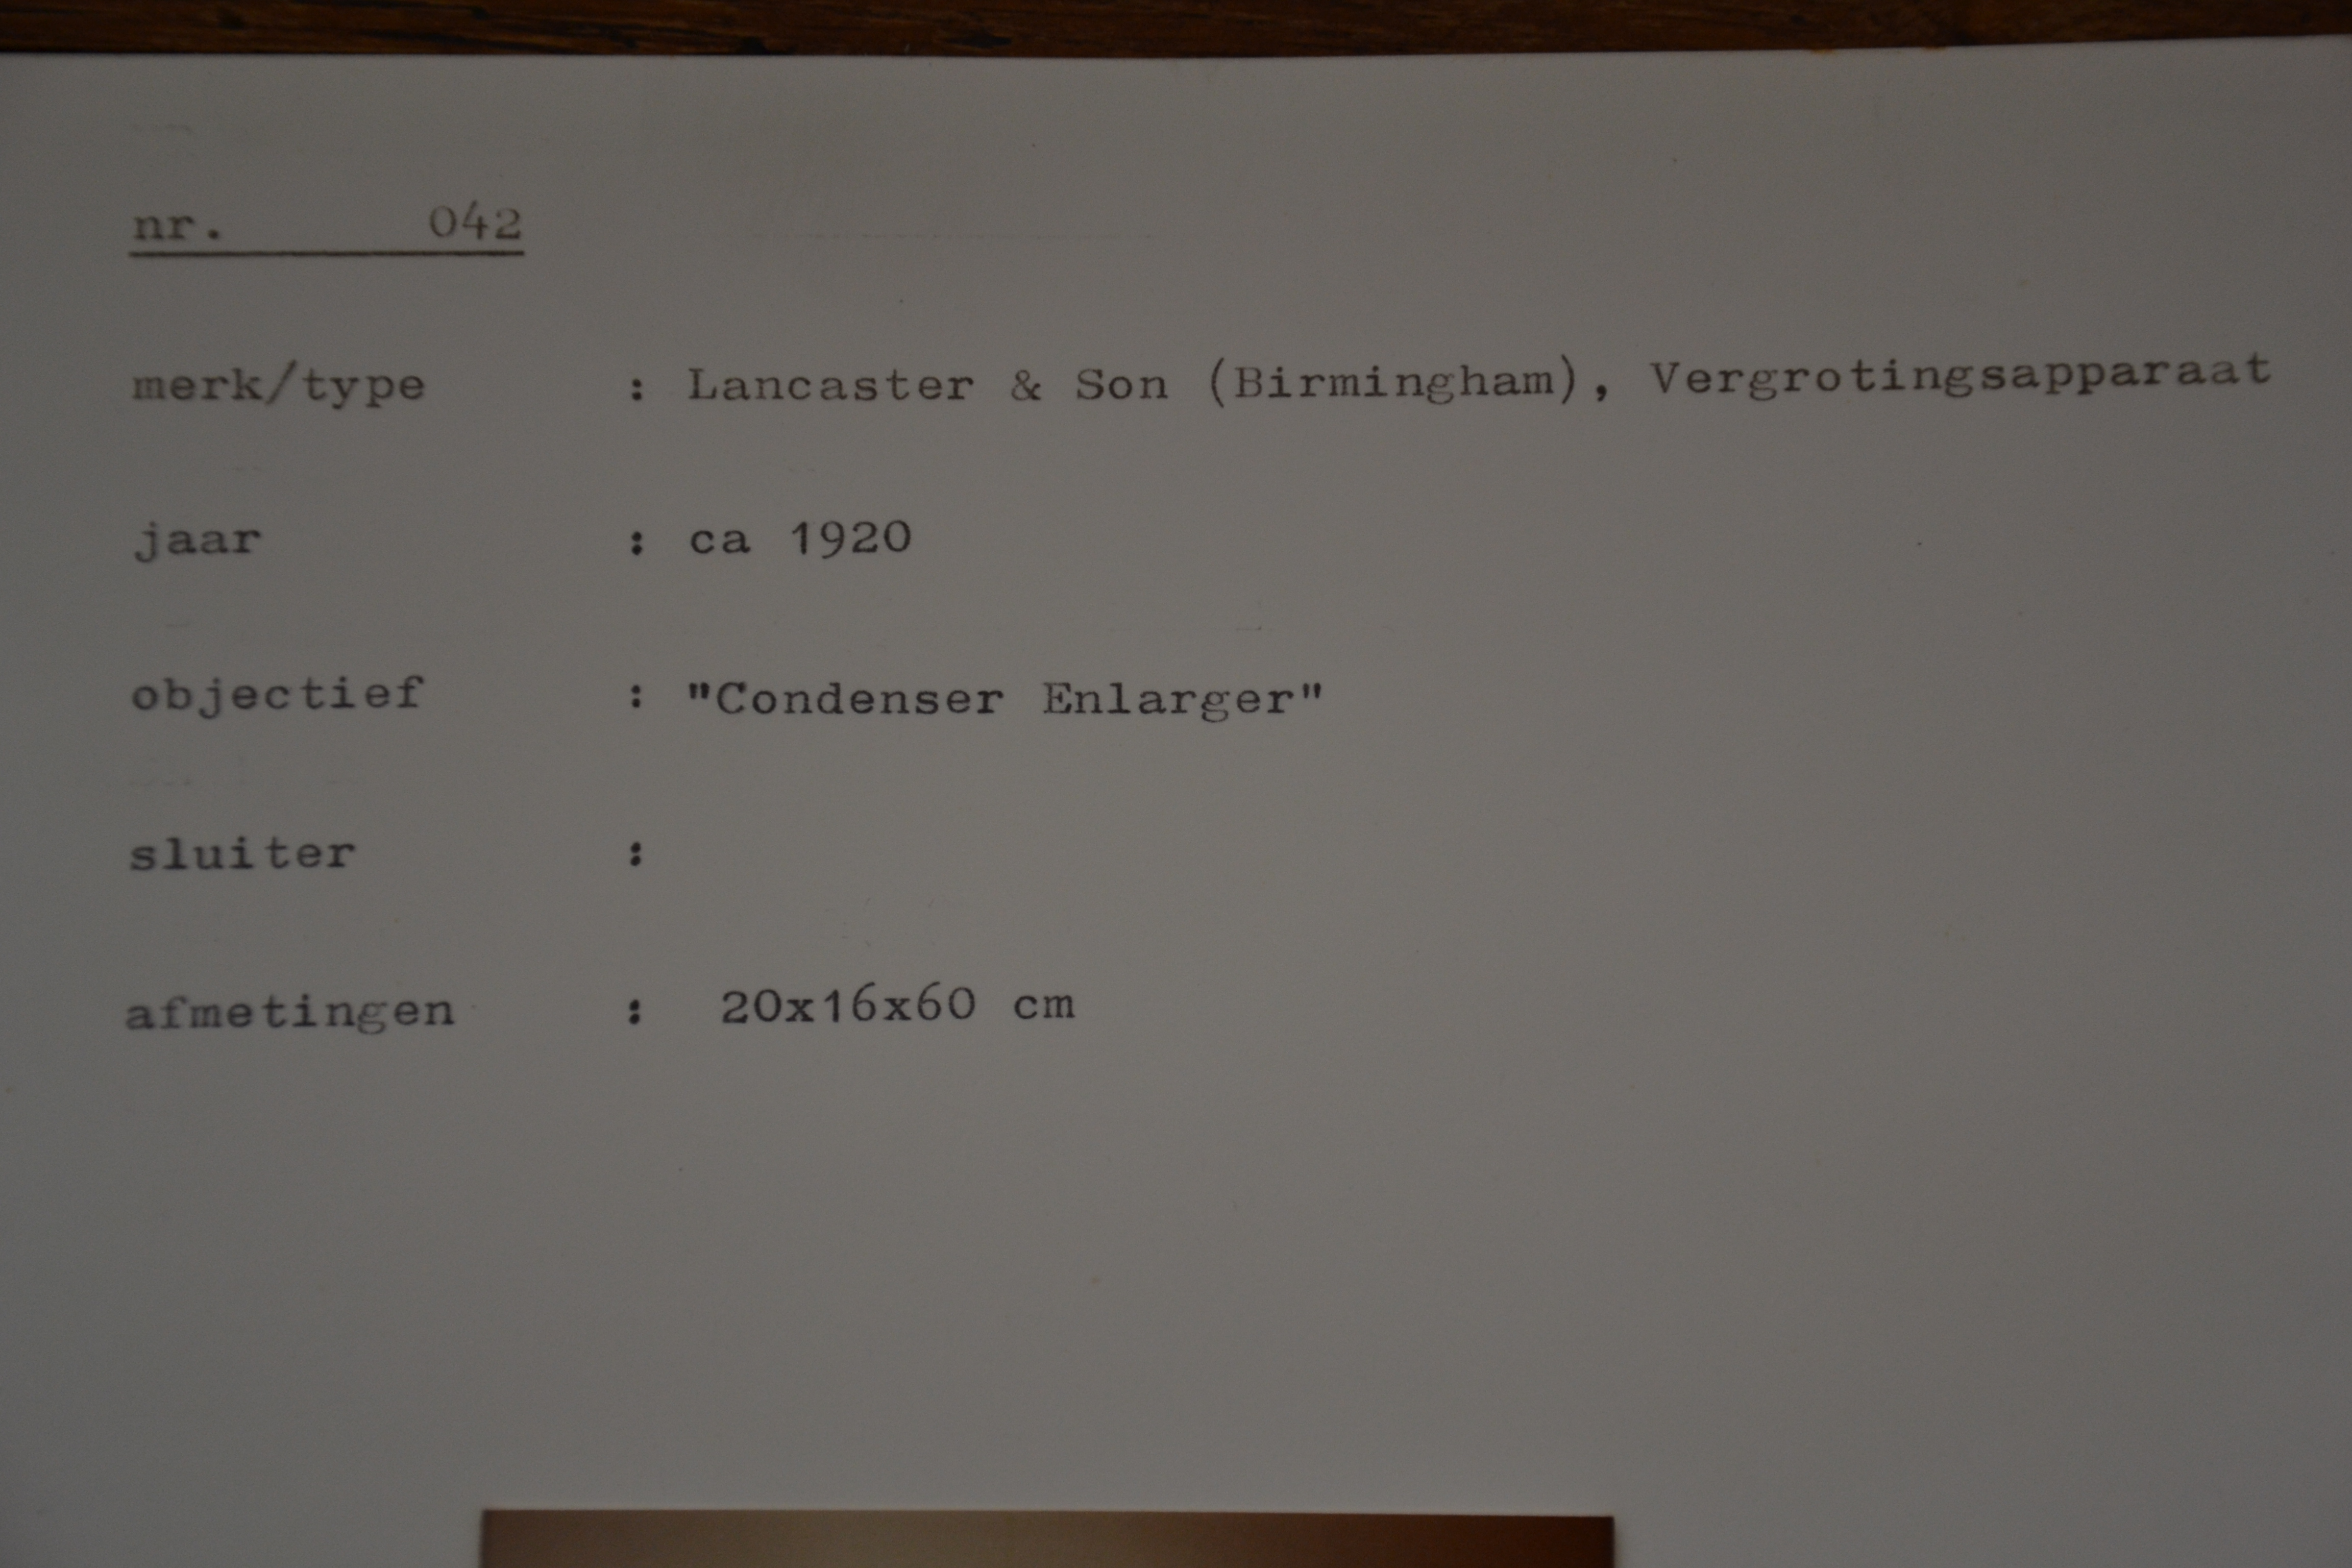 nr. 042
merk/type : Lancaster & Son (Birmingham), Vergrotingsapparaat
jaar : ca 1920
objectief : "Condenser Enlarger"
sluiter :
afmetingen : 20x16x60 cm